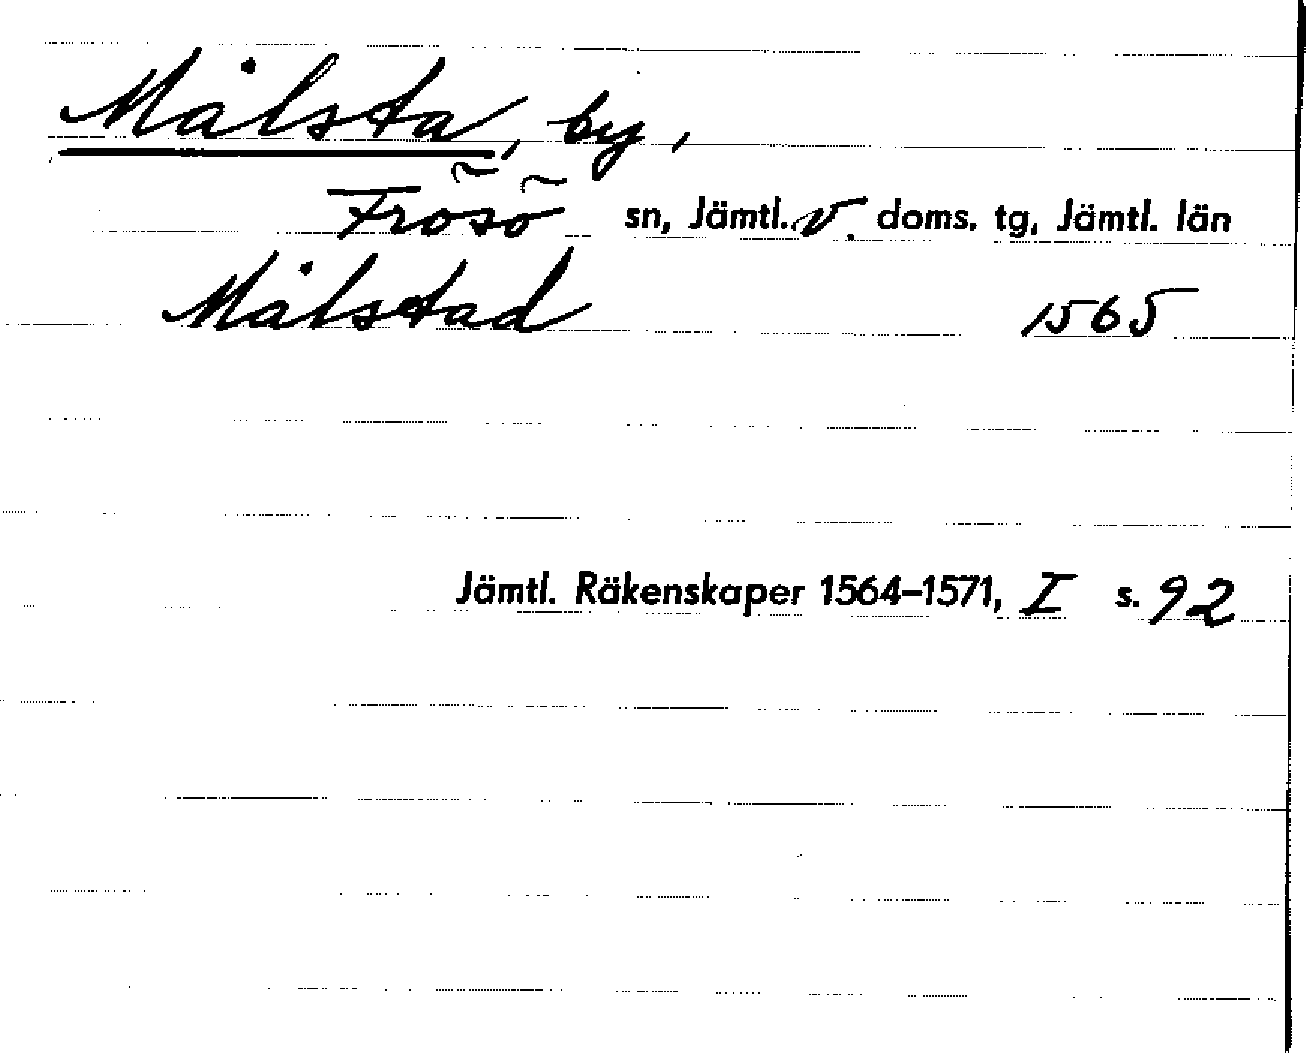 Målsta, by,
Frösö sn, Jämtl. v. doms. tg, Jämtl. län
Målstad 1565
Jämtl. Räkenskaper 1564–1571, I s. 92